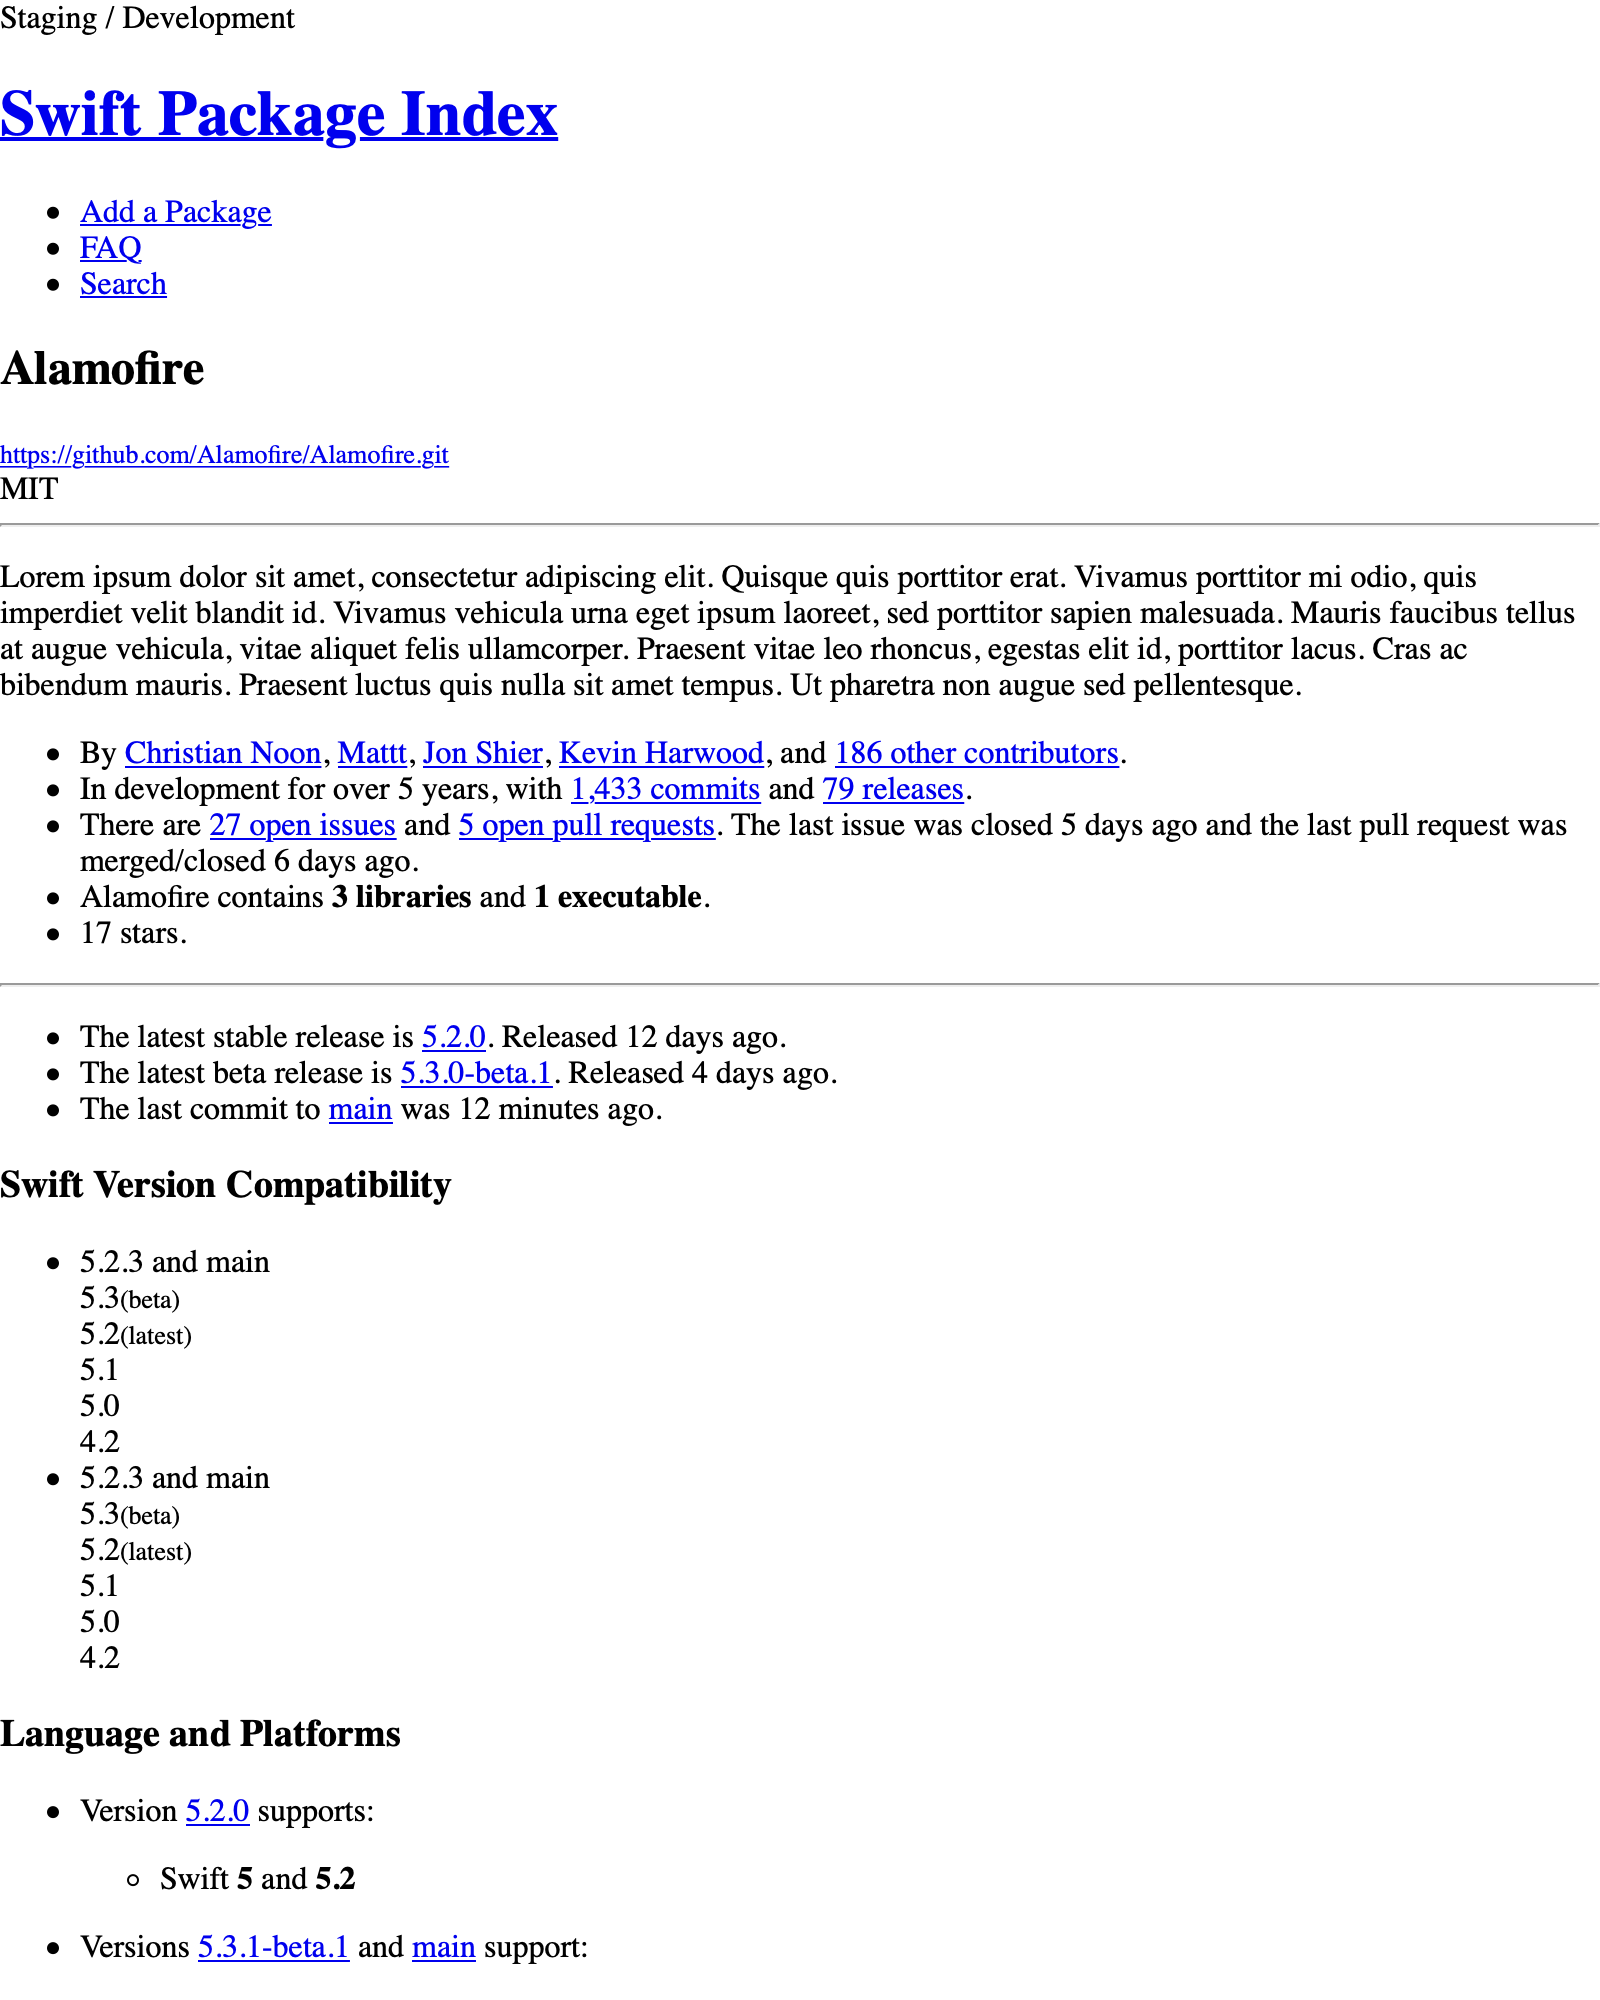 Staging / Development
Swift Package Index
Add a Package
FAQ
Search
Alamofire
https://github.com/Alamofire/Alamofire.git
MIT
Lorem ipsum dolor sit amet, consectetur adipiscing elit. Quisque quis porttitor erat. Vivamus porttitor mi odio, quis
imperdiet velit blandit id. Vivamus vehicula urna eget ipsum laoreet, sed porttitor sapien malesuada. Mauris faucibus tellus
at augue vehicula, vitae aliquet felis ullamcorper. Praesent vitae leo rhoncus, egestas elit id, porttitor lacus. Cras ac
bibendum mauris. Praesent luctus quis nulla sit amet tempus. Ut pharetra non augue sed pellentesque.
By Christian Noon, Mattt, Jon Shier, Kevin Harwood, and 186 other contributors.
In development for over 5 years, with 1,433 commits and 79 releases.
There are 27 open issues and 5 open pull requests. The last issue was closed 5 days ago and the last pull request was
merged/closed 6 days ago.
Alamofire contains 3 libraries and 1 executable.
17 stars.
The latest stable release is 5.2.0. Released 12 days ago.
The latest beta release is 5.3.0-beta.1. Released 4 days ago.
The last commit to main was 12 minutes ago.
Swift Version Compatibility
5.2.3 and main
5.3(beta)
5.2(latest)
5.1
5.0
4.2
5.2.3 and main
5.3(beta)
5.2(latest)
5.1
5.0
4.2
Language and Platforms
Version 5.2.0 supports:
Swift 5 and 5.2
Versions 5.3.1-beta.1 and main support: